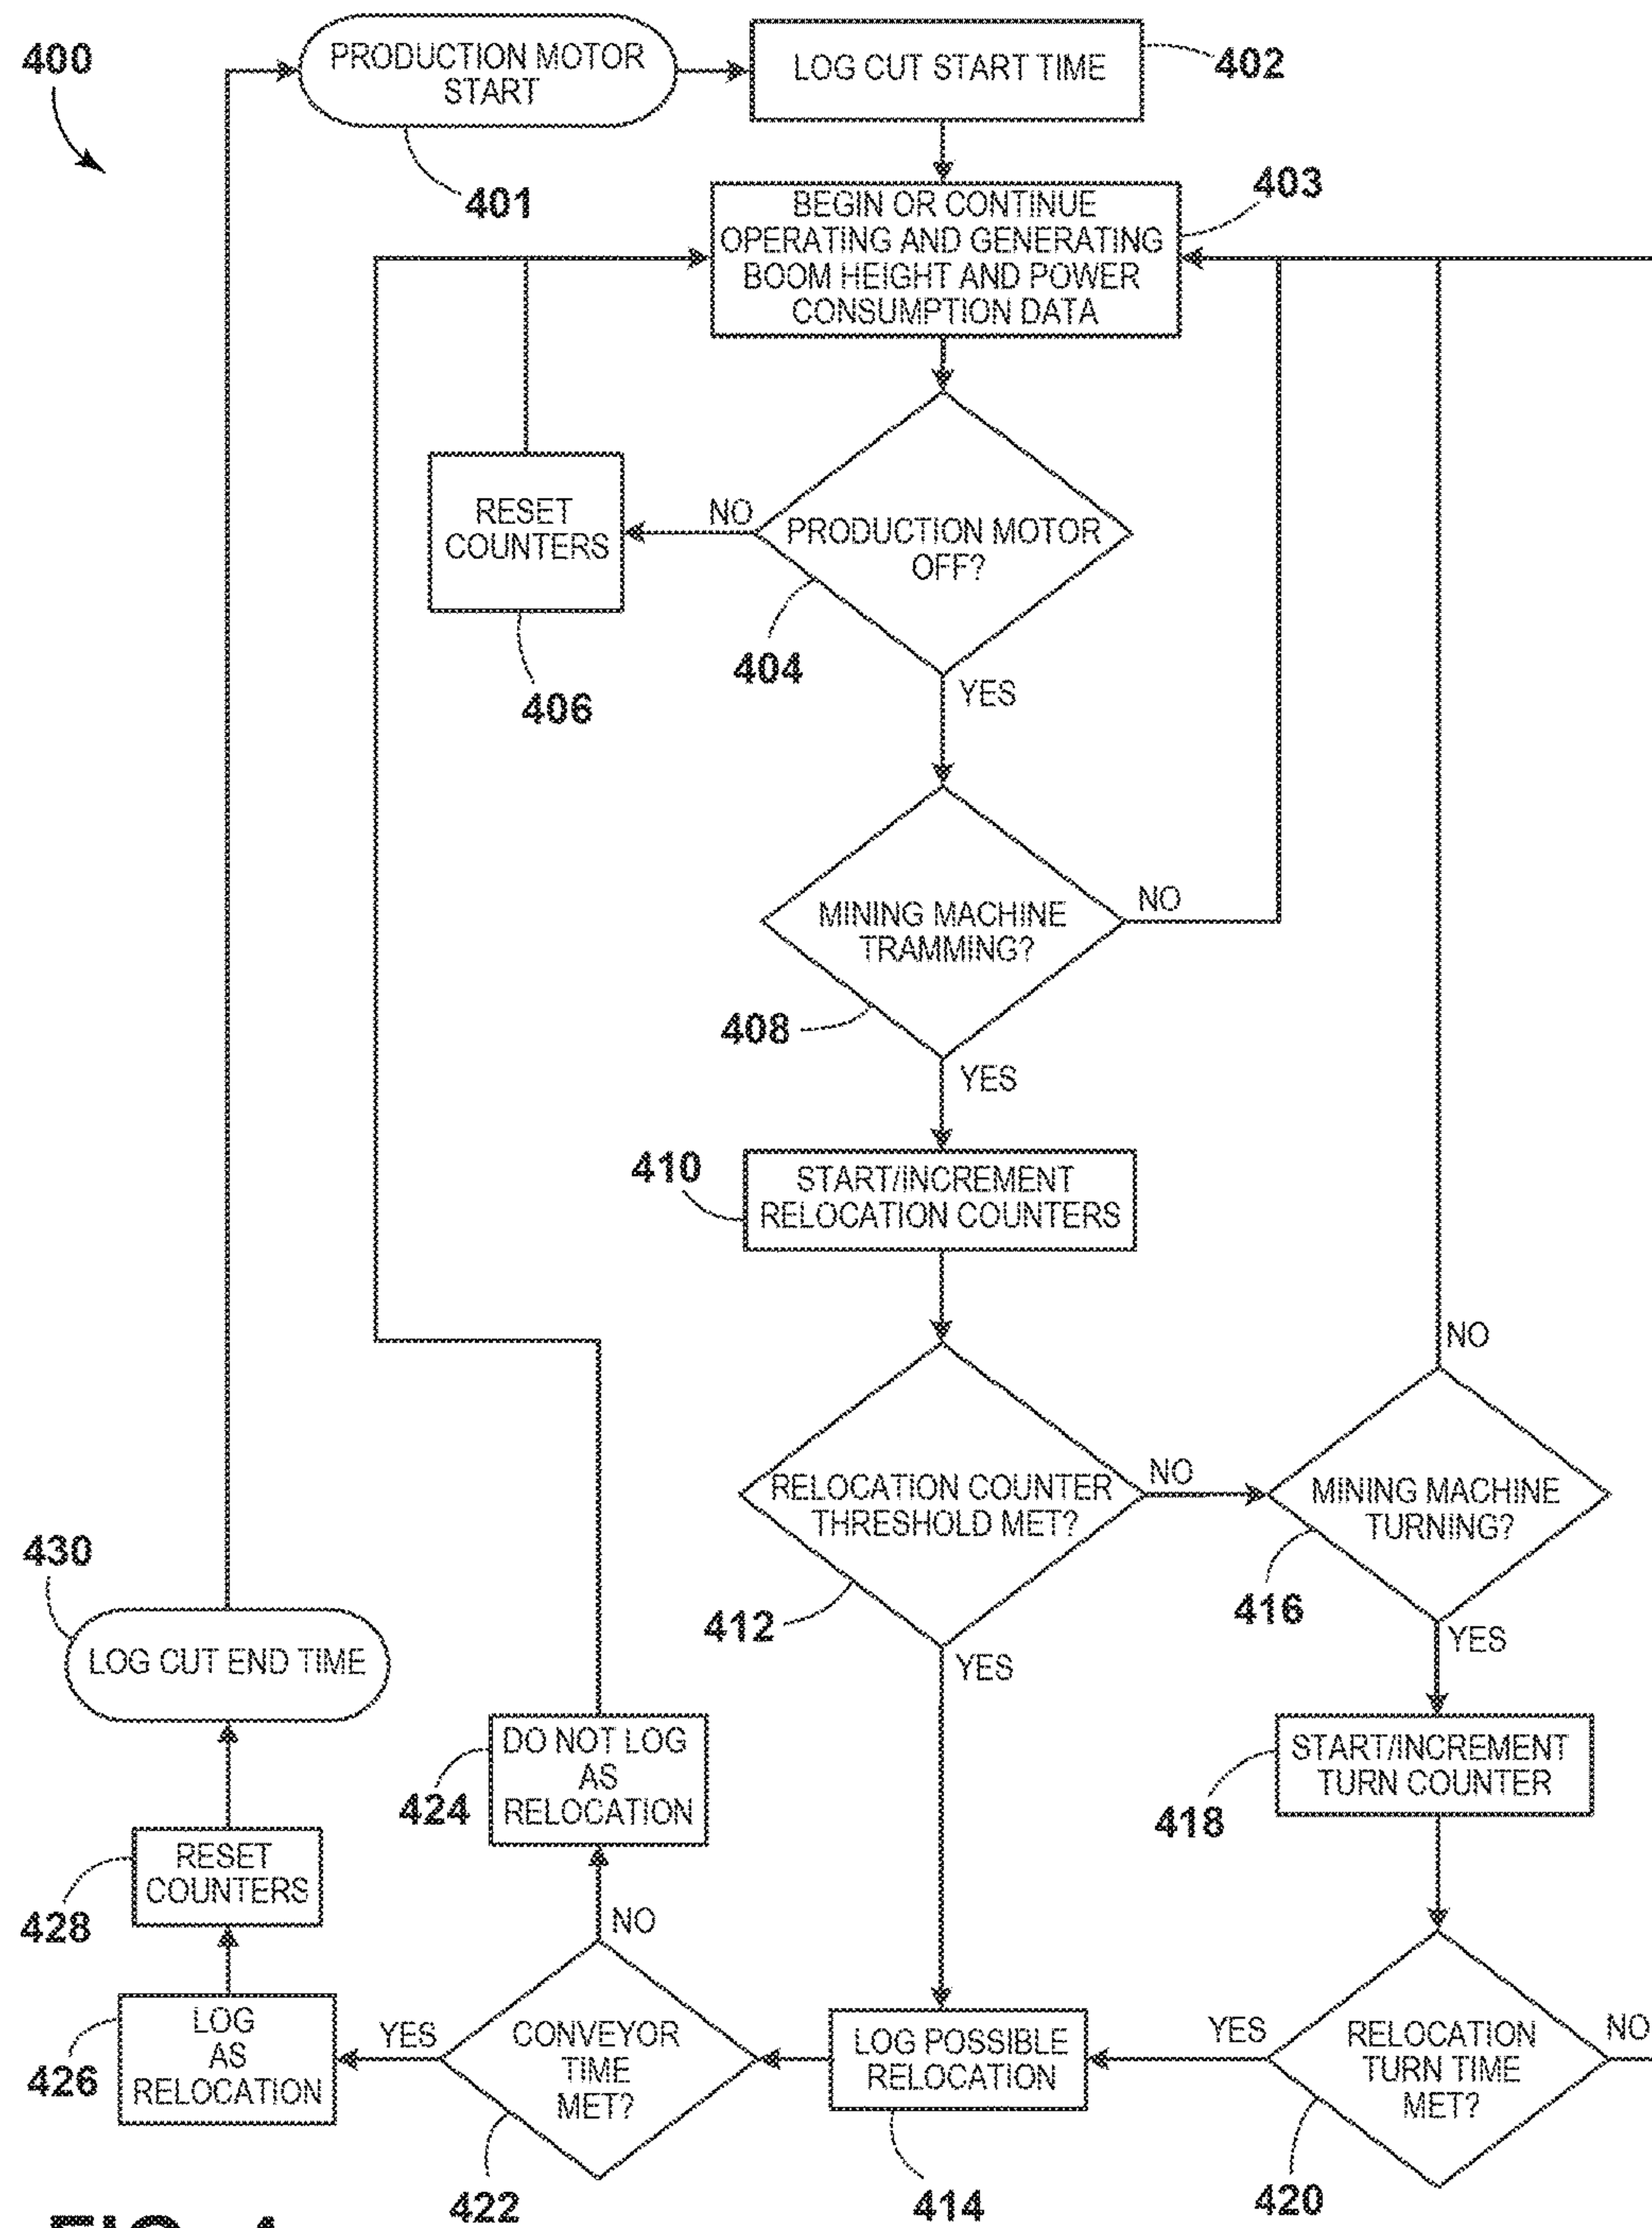 400
PRODUCTION MOTOR
START
401
LOG CUT START TIME
402
BEGIN OR CONTINUE
OPERATING AND GENERATING
BOOM HEIGHT AND POWER
CONSUMPTION DATA
403
RESET
COUNTERS
406
NO
PRODUCTION MOTOR
OFF?
404
YES
MINING MACHINE
TRAMMING?
NO
408
YES
410
START/INCREMENT
RELOCATION COUNTERS
RELOCATION COUNTER
THRESHOLD MET?
NO
412
YES
NO
MINING MACHINE
TURNING?
416
YES
START/INCREMENT
TURN COUNTER
418
430
LOG CUT END TIME
DO NOT LOG
AS
RELOCATION
424
RESET
COUNTERS
428
NO
LOG
AS
RELOCATION
426
YES
CONVEYOR
TIME
MET?
422
LOG POSSIBLE
RELOCATION
414
YES
RELOCATION
TURN TIME
MET?
NO
420